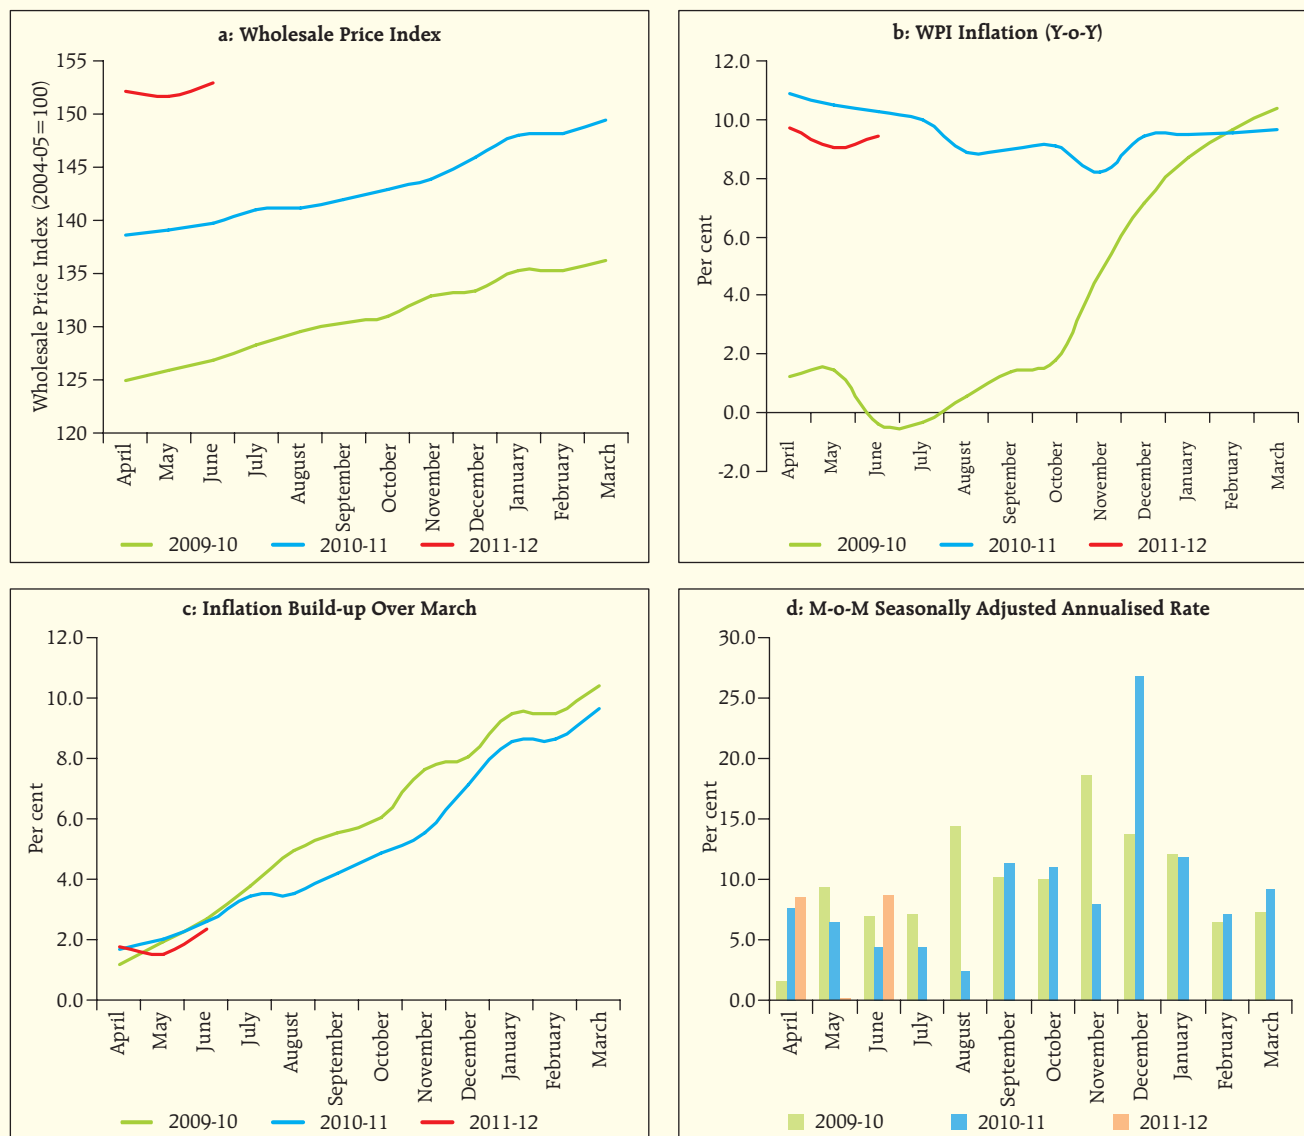 a: Wholesale Price Index
Wholesale Price Index (2004-05=100)
155
150
145
140
135
130
125
120
April
May
June
July
August
September
October
November
December
January
February
March
2009-10 2010-11 2011-12
b: WPI Inflation (Y-o-Y)
Per cent
12.0
10.0
8.0
6.0
4.0
2.0
0.0
-2.0
April
May
June
July
August
September
October
November
December
January
February
March
2009-10 2010-11 2011-12
c: Inflation Build-up Over March
Per cent
12.0
10.0
8.0
6.0
4.0
2.0
0.0
April
May
June
July
August
September
October
November
December
January
February
March
2009-10 2010-11 2011-12
d: M-o-M Seasonally Adjusted Annualised Rate
Per cent
30.0
25.0
20.0
15.0
10.0
5.0
0.0
April
May
June
July
August
September
October
November
December
January
February
March
2009-10 2010-11 2011-12